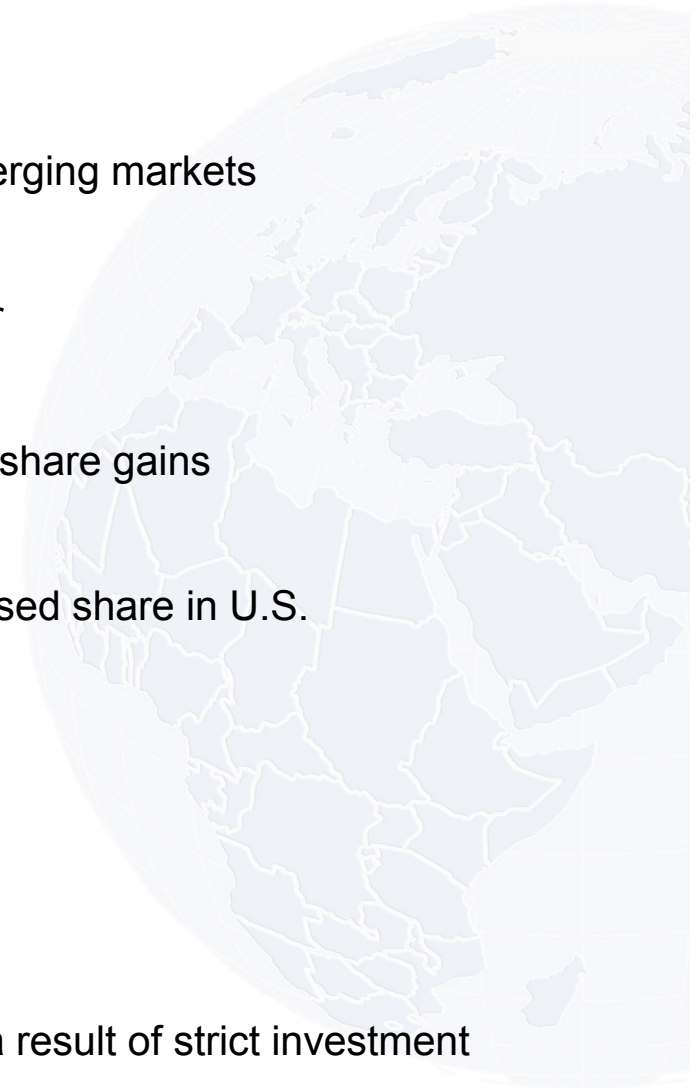 erging markets
share gains
sed share in U.S.
a result of strict investment